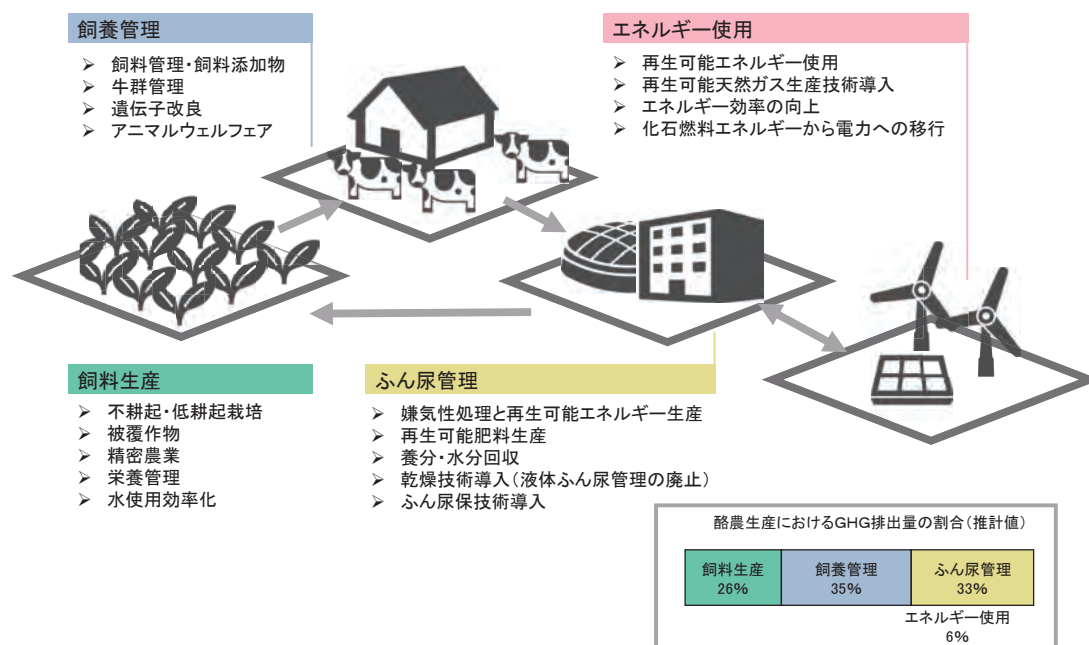 飼養管理
➢ 飼料管理・飼料添加物
➢ 牛群管理
➢ 遺伝子改良
➢ アニマルウェルフェア
エネルギー使用
➢ 再生可能エネルギー使用
➢ 再生可能天然ガス生産技術導入
➢ エネルギー効率の向上
➢ 化石燃料エネルギーから電力への移行
飼料生産
➢ 不耕起・低耕起栽培
➢ 被覆作物
➢ 精密農業
➢ 栄養管理
➢ 水使用効率化
ふん尿管理
➢ 嫌気性処理と再生可能エネルギー生産
➢ 再生可能肥料生産
➢ 養分・水分回収
➢ 乾燥技術導入（液体ふん尿管理の廃止）
➢ ふん尿保技術導入
酪農生産におけるGHG排出量の割合（推計値）
飼料生産
26%
飼養管理
35%
ふん尿管理
33%
エネルギー使用
6%